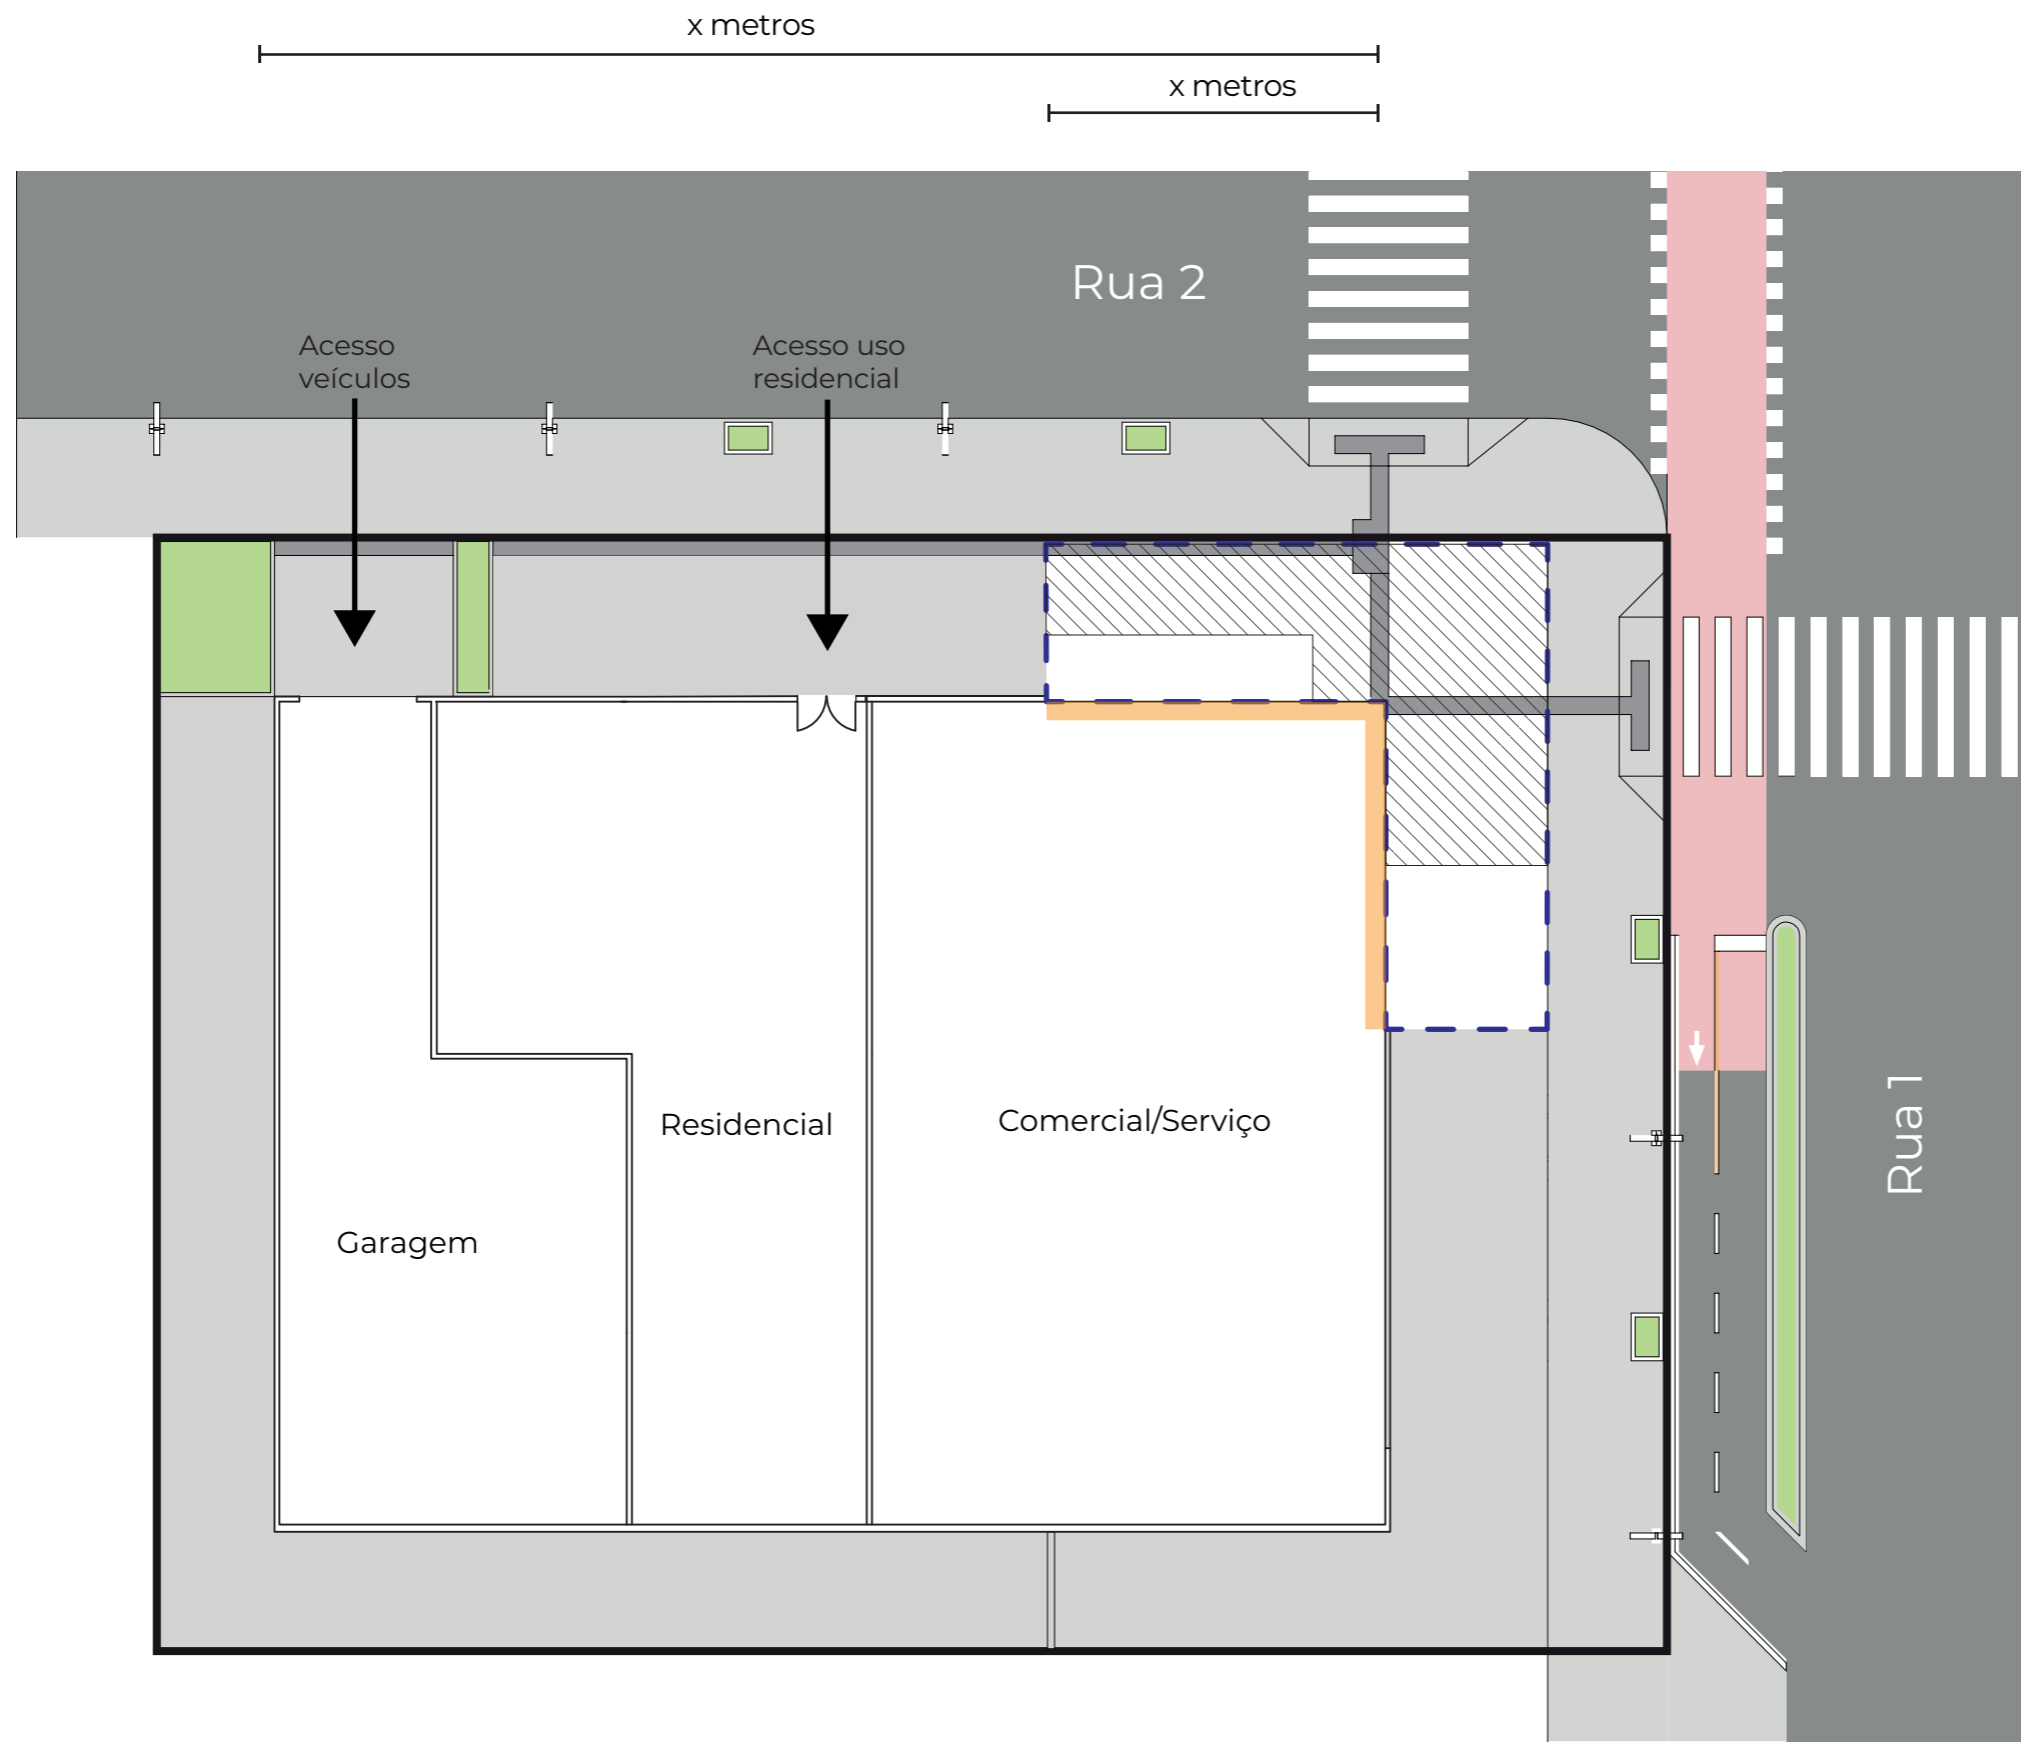 x metros
x metros
Rua 2
Acesso
veículos
Acesso uso
residencial
Residencial
Comercial/Serviço
Garagem
Rua 1